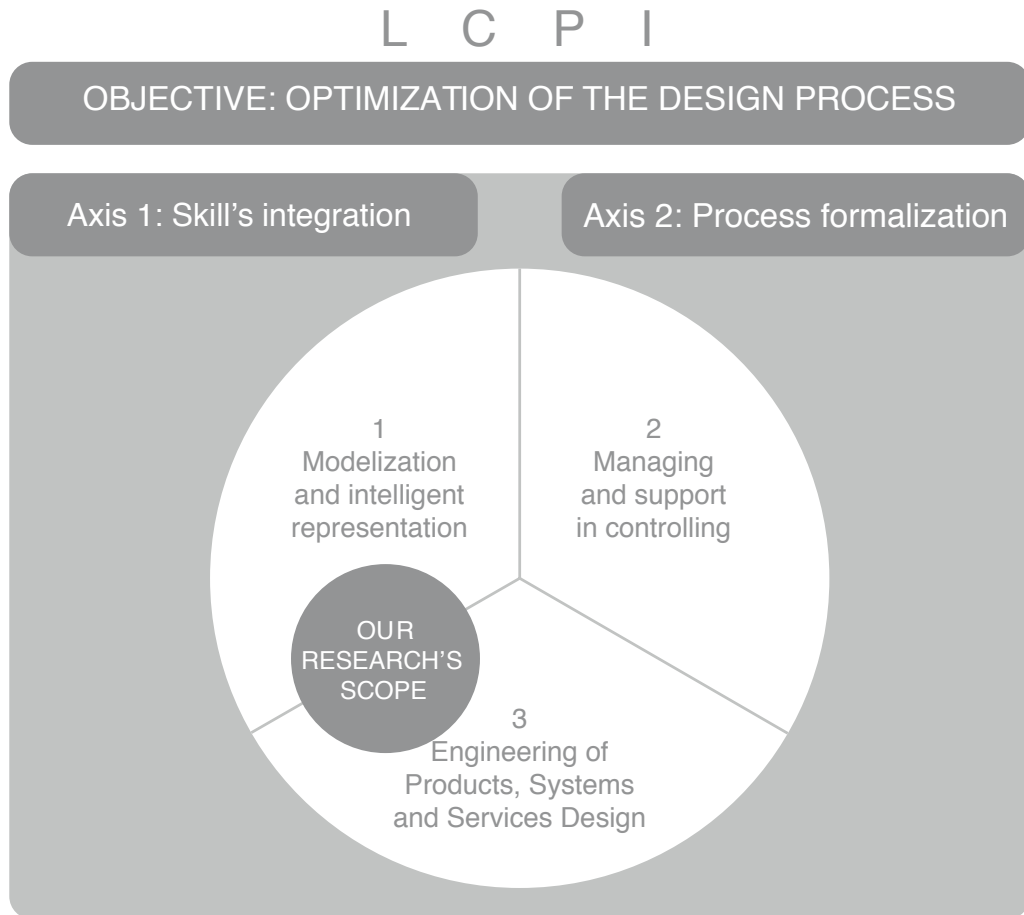 L C P I
OBJECTIVE: OPTIMIZATION OF THE DESIGN PROCESS
Axis 1: Skill's integration
Axis 2: Process formalization
1
Modelization
and intelligent
representation
2
Managing
and support
in controlling
OUR
RESEARCH'S
SCOPE
3
Engineering of
Products, Systems
and Services Design